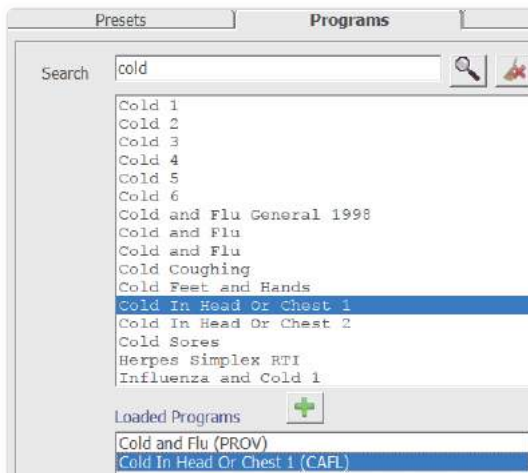 Presets Programs
Search cold
Cold 1
Cold 2
Cold 3
Cold 4
Cold 5
Cold 6
Cold and Flu General 1998
Cold and Flu
Cold and Flu
Cold Coughing
Cold Feet and Hands
Cold In Head Or Chest 1
Cold In Head Or Chest 2
Cold Sores
Herpes Simplex RTI
Influenza and Cold 1
Loaded Programs
Cold and Flu (PROV)
Cold In Head Or Chest 1 (CAFL)